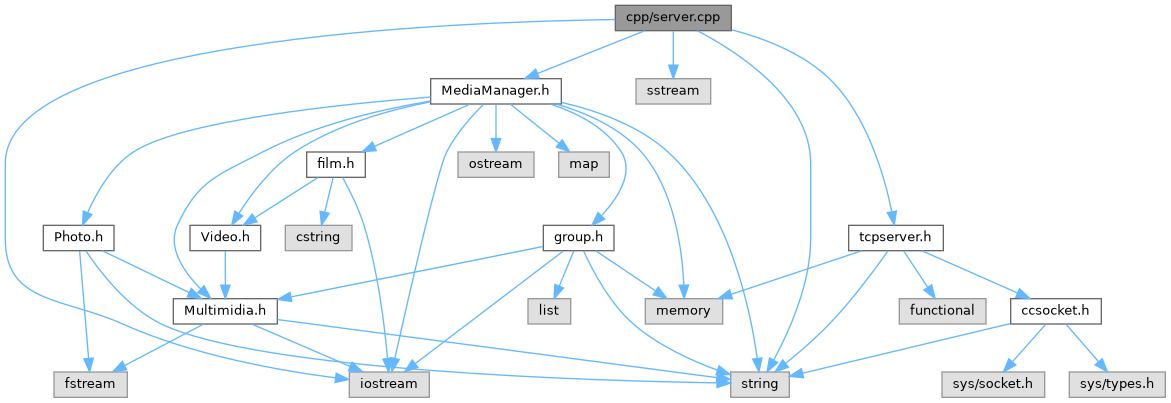 cpp/server.cpp
MediaManager.h
sstream
film.h
ostream
map
Photo.h
Video.h
cstring
group.h
tcpserver.h
Multimidia.h
list
memory
functional
ccsocket.h
fstream
iostream
string
sys/socket.h
sys/types.h